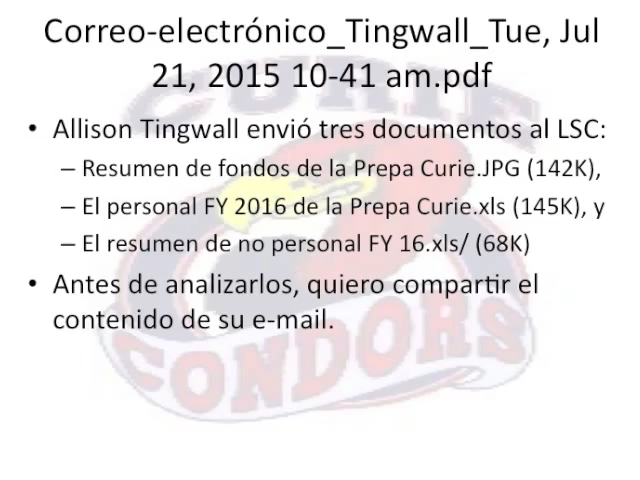 Correo-electrónico_Tingwall_Tue, Jul
21, 2015 10-41 am.pdf
• Allison Tingwall envió tres documentos al LSC:
– Resumen de fondos de la Prepa Curie.JPG (142K),
– El personal FY 2016 de la Prepa Curie.xls (145K), y
– El resumen de no personal FY 16.xls/ (68K)
• Antes de analizarlos, quiero compartir el
contenido de su e-mail.
CURIE
CONDORS